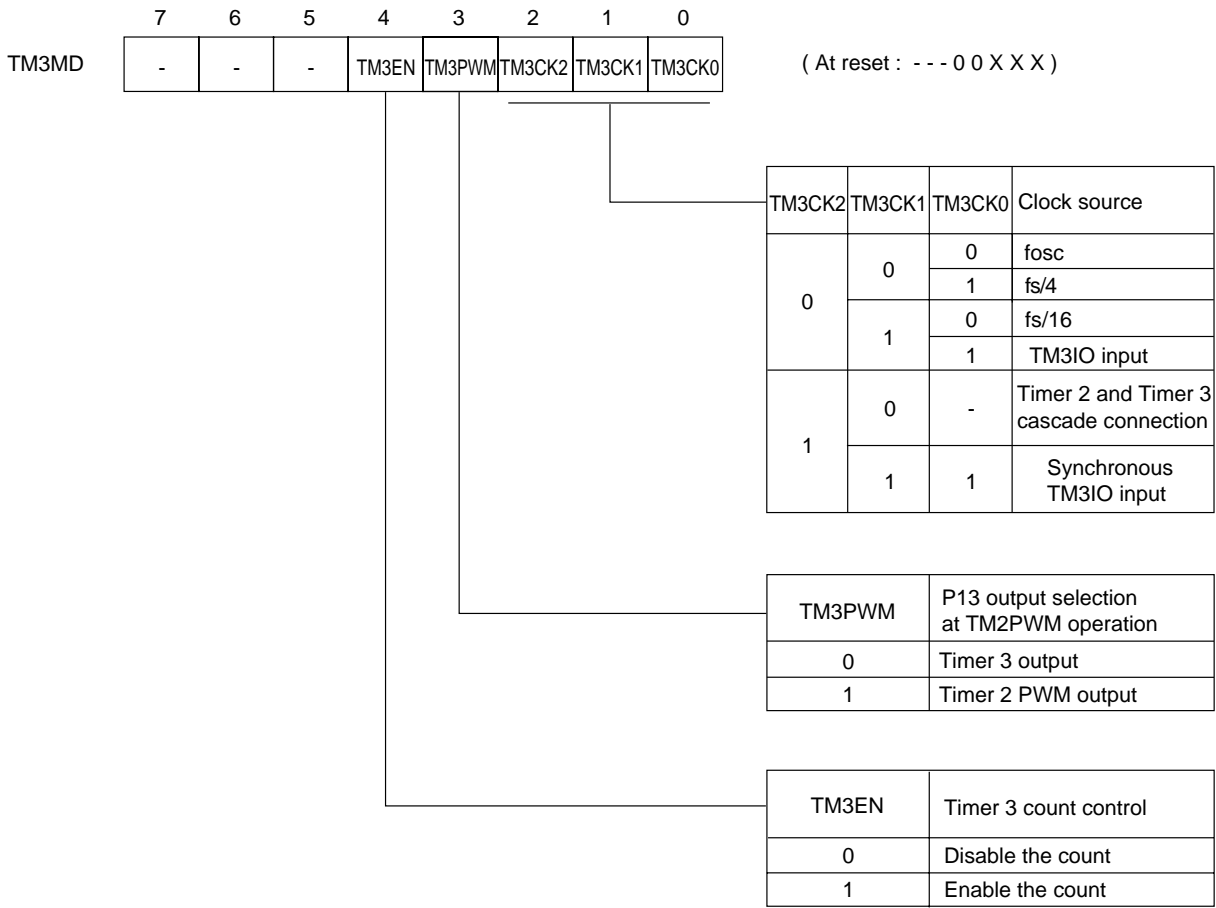 7 6 5 4 3 2 1 0
TM3MD - - - TM3EN TM3PWM TM3CK2 TM3CK1 TM3CK0 ( At reset : - - - 0 0 X X X )
TM3CK2 TM3CK1 TM3CK0 Clock source
0 0 0 fosc
1 fs/4
1 0 fs/16
1 TM3IO input
1 0 - Timer 2 and Timer 3
cascade connection
1 1 Synchronous
TM3IO input
TM3PWM P13 output selection
at TM2PWM operation
0 Timer 3 output
1 Timer 2 PWM output
TM3EN Timer 3 count control
0 Disable the count
1 Enable the count